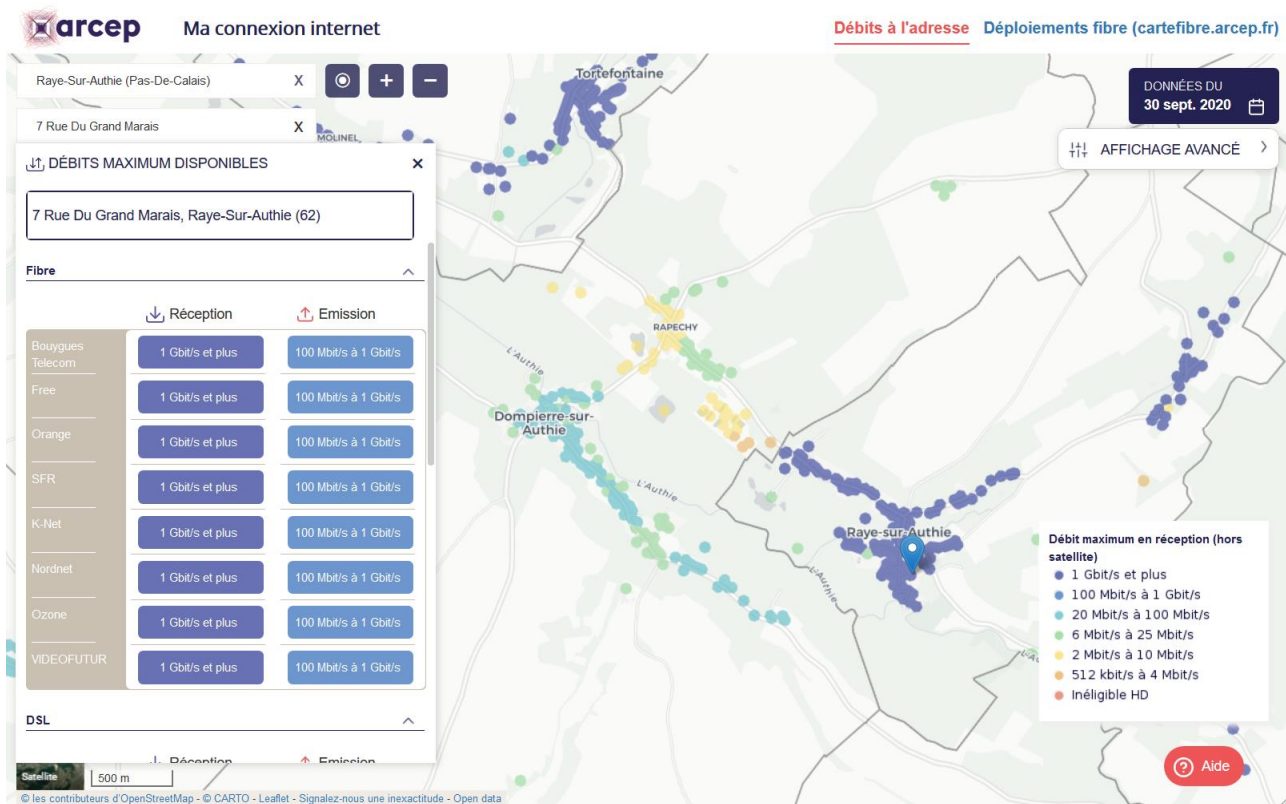 arcep
Ma connexion internet
Débits à l'adresse
Déploiements fibre (cartefibre.arcep.fr)
Raye-Sur-Authie (Pas-De-Calais)
X
+
−
7 Rue Du Grand Marais
X
DÉBITS MAXIMUM DISPONIBLES
×
7 Rue Du Grand Marais, Raye-Sur-Authie (62)
Fibre
Réception
Emission
Bouygues
Telecom
1 Gbit/s et plus
100 Mbit/s à 1 Gbit/s
Free
1 Gbit/s et plus
100 Mbit/s à 1 Gbit/s
Orange
1 Gbit/s et plus
100 Mbit/s à 1 Gbit/s
SFR
1 Gbit/s et plus
100 Mbit/s à 1 Gbit/s
K-Net
1 Gbit/s et plus
100 Mbit/s à 1 Gbit/s
Nordnet
1 Gbit/s et plus
100 Mbit/s à 1 Gbit/s
Ozone
1 Gbit/s et plus
100 Mbit/s à 1 Gbit/s
VIDEOFUTUR
1 Gbit/s et plus
100 Mbit/s à 1 Gbit/s
DSL
Réception
Emission
Satellite
500 m
© les contributeurs d'OpenStreetMap - © CARTO - Leaflet - Signalez-nous une inexactitude - Open data
Tortefontaine
MOLINEL
RAPECHY
L'Authie
Dompierre-sur-
Authie
L'Authie
Raye-sur-Authie
L'Authie
DONNÉES DU
30 sept. 2020
AFFICHAGE AVANCÉ
Débit maximum en réception (hors
satellite)
1 Gbit/s et plus
100 Mbit/s à 1 Gbit/s
20 Mbit/s à 100 Mbit/s
6 Mbit/s à 25 Mbit/s
2 Mbit/s à 10 Mbit/s
512 kbit/s à 4 Mbit/s
Inéligible HD
? Aide